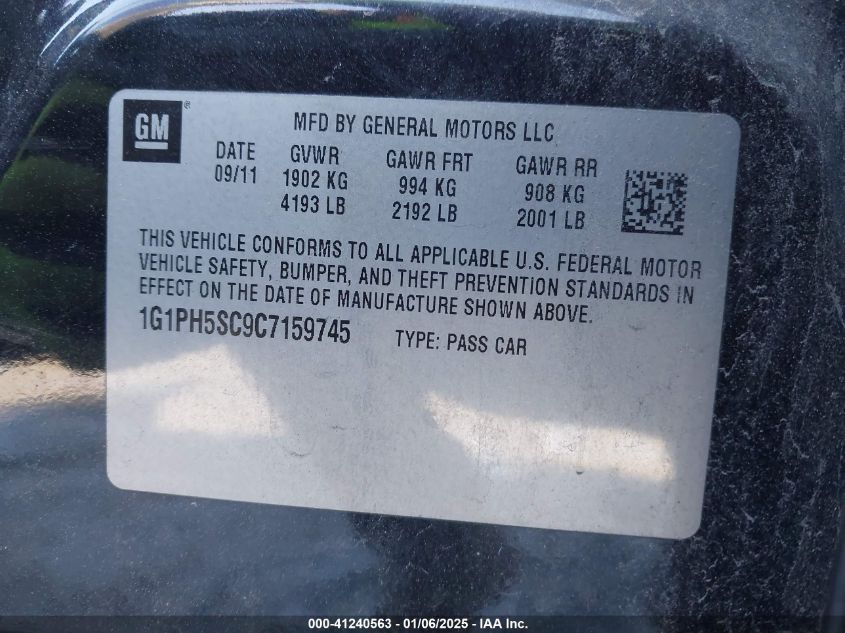 GM ®
MFD BY GENERAL MOTORS LLC
DATE GVWR GAWR FRT GAWR RR
09/11 1902 KG 994 KG 908 KG
4193 LB 2192 LB 2001 LB
THIS VEHICLE CONFORMS TO ALL APPLICABLE U.S. FEDERAL MOTOR
VEHICLE SAFETY, BUMPER, AND THEFT PREVENTION STANDARDS IN
EFFECT ON THE DATE OF MANUFACTURE SHOWN ABOVE.
1G1PH5SC9C7159745 TYPE: PASS CAR
000-41240563 - 01/06/2025 - IAA Inc.